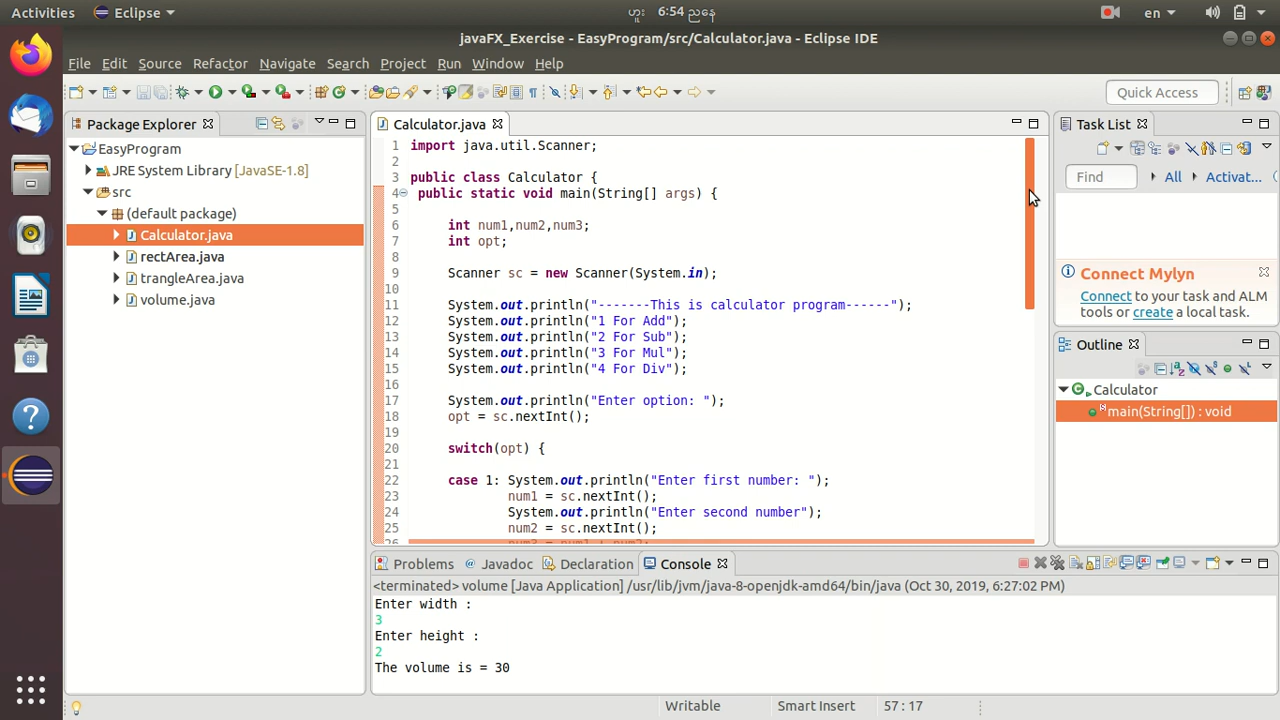 Activities Eclipse ဟူး 6:54 ညနေ en
javaFX_Exercise - EasyProgram/src/Calculator.java - Eclipse IDE
File Edit Source Refactor Navigate Search Project Run Window Help
Quick Access
Package Explorer
EasyProgram
JRE System Library [JavaSE-1.8]
src
(default package)
Calculator.java
rectArea.java
trangleArea.java
volume.java
Calculator.java
1 import java.util.Scanner;
2
3 public class Calculator {
4 public static void main(String[] args) {
5
6 int num1,num2,num3;
7 int opt;
8
9 Scanner sc = new Scanner(System.in);
10
11 System.out.println("-------This is calculator program------");
12 System.out.println("1 For Add");
13 System.out.println("2 For Sub");
14 System.out.println("3 For Mul");
15 System.out.println("4 For Div");
16
17 System.out.println("Enter option: ");
18 opt = sc.nextInt();
19
20 switch(opt) {
21
22 case 1: System.out.println("Enter first number: ");
23 num1 = sc.nextInt();
24 System.out.println("Enter second number");
25 num2 = sc.nextInt();
Task List
Find All Activat...
Connect Mylyn
Connect to your task and ALM
tools or create a local task.
Outline
Calculator
main(String[]) : void
Problems Javadoc Declaration Console
<terminated> volume [Java Application] /usr/lib/jvm/java-8-openjdk-amd64/bin/java (Oct 30, 2019, 6:27:02 PM)
Enter width :
3
Enter height :
2
The volume is = 30
Writable Smart Insert 57 : 17